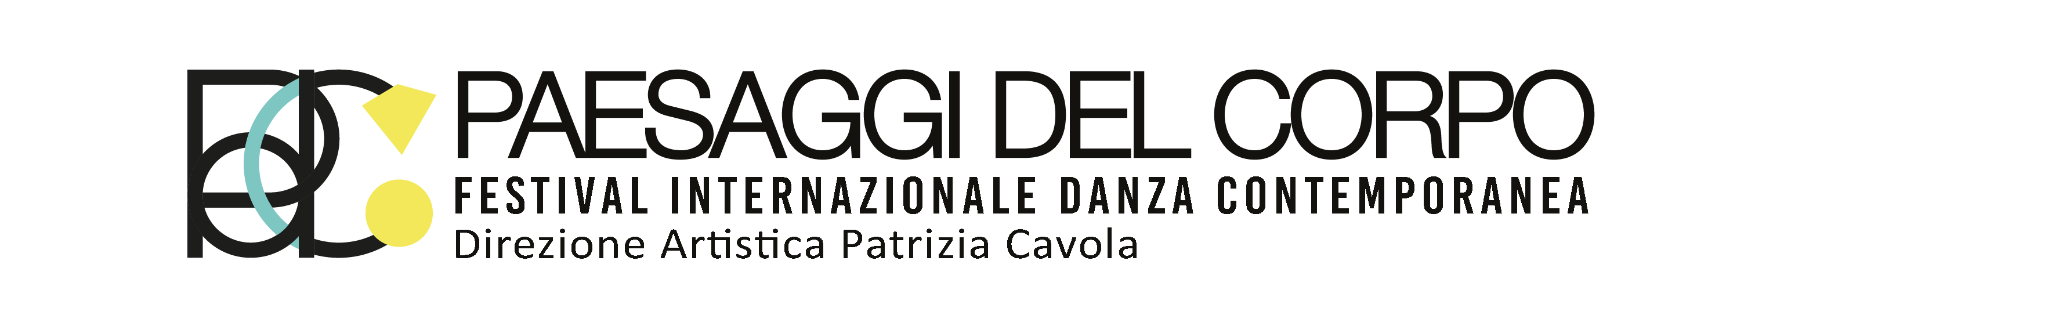 PAESAGGI DEL CORPO
FESTIVAL INTERNAZIONALE DANZA CONTEMPORANEA
Direzione Artistica Patrizia Cavola